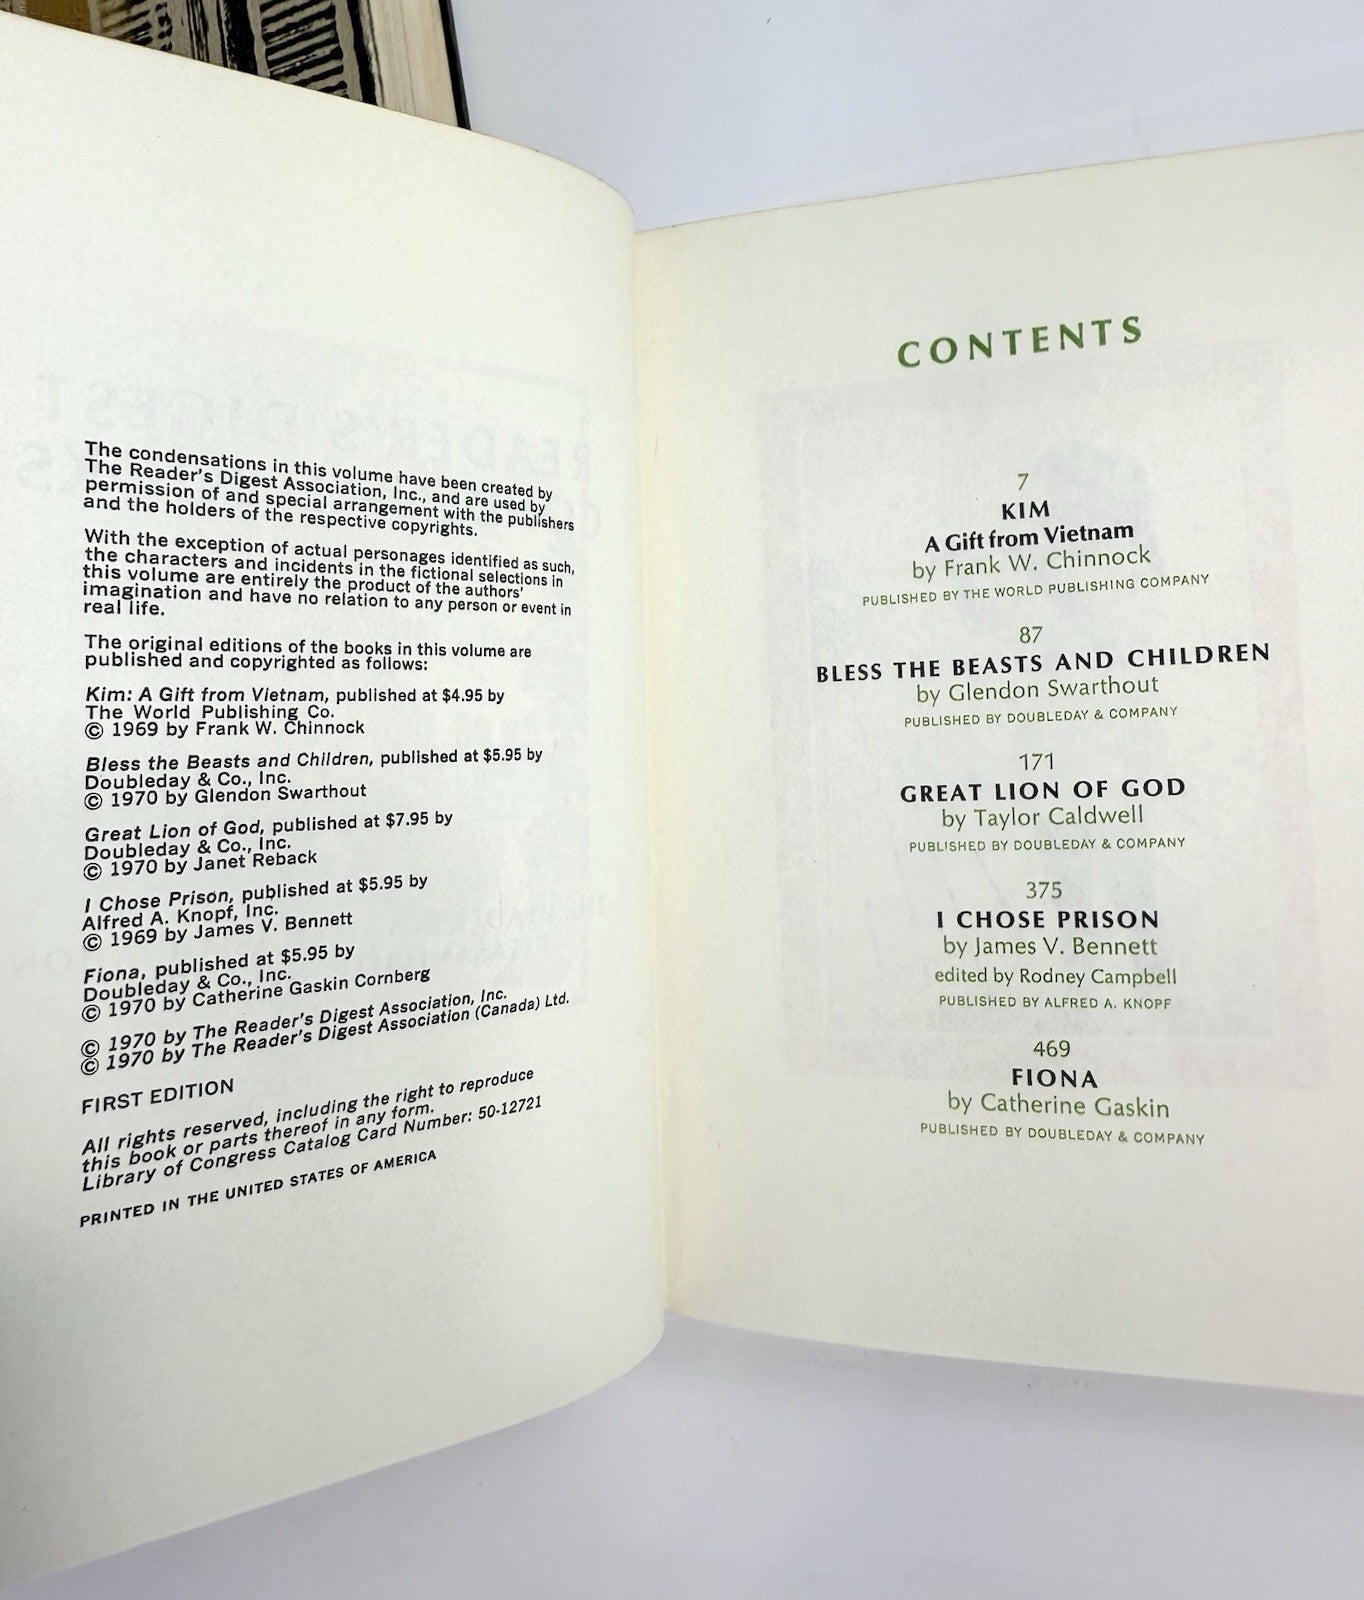 The condensations in this volume have been created by
The Reader's Digest Association, Inc., and are used by
permission of and special arrangement with the publishers
and the holders of the respective copyrights.
With the exception of actual personages identified as such,
the characters and incidents in the fictional selections in
this volume are entirely the product of the authors'
imagination and have no relation to any person or event in
real life.
The original editions of the books in this volume are
published and copyrighted as follows:
Kim: A Gift from Vietnam, published at $4.95 by
The World Publishing Co.
© 1969 by Frank W. Chinnock
Bless the Beasts and Children, published at $5.95 by
Doubleday & Co., Inc.
© 1970 by Glendon Swarthout
Great Lion of God, published at $7.95 by
Doubleday & Co., Inc.
© 1970 by Janet Reback
I Chose Prison, published at $5.95 by
Alfred A. Knopf, Inc.
© 1969 by James V. Bennett
Fiona, published at $5.95 by
Doubleday & Co., Inc.
© 1970 by Catherine Gaskin Cornberg
© 1970 by The Reader's Digest Association, Inc.
© 1970 by The Reader's Digest Association (Canada) Ltd.
FIRST EDITION
All rights reserved, including the right to reproduce
this book or parts thereof in any form.
Library of Congress Catalog Card Number: 50-12721
PRINTED IN THE UNITED STATES OF AMERICA
CONTENTS
7
KIM
A Gift from Vietnam
by Frank W. Chinnock
PUBLISHED BY THE WORLD PUBLISHING COMPANY
87
BLESS THE BEASTS AND CHILDREN
by Glendon Swarthout
PUBLISHED BY DOUBLEDAY & COMPANY
171
GREAT LION OF GOD
by Taylor Caldwell
PUBLISHED BY DOUBLEDAY & COMPANY
375
I CHOSE PRISON
by James V. Bennett
edited by Rodney Campbell
PUBLISHED BY ALFRED A. KNOPF
469
FIONA
by Catherine Gaskin
PUBLISHED BY DOUBLEDAY & COMPANY